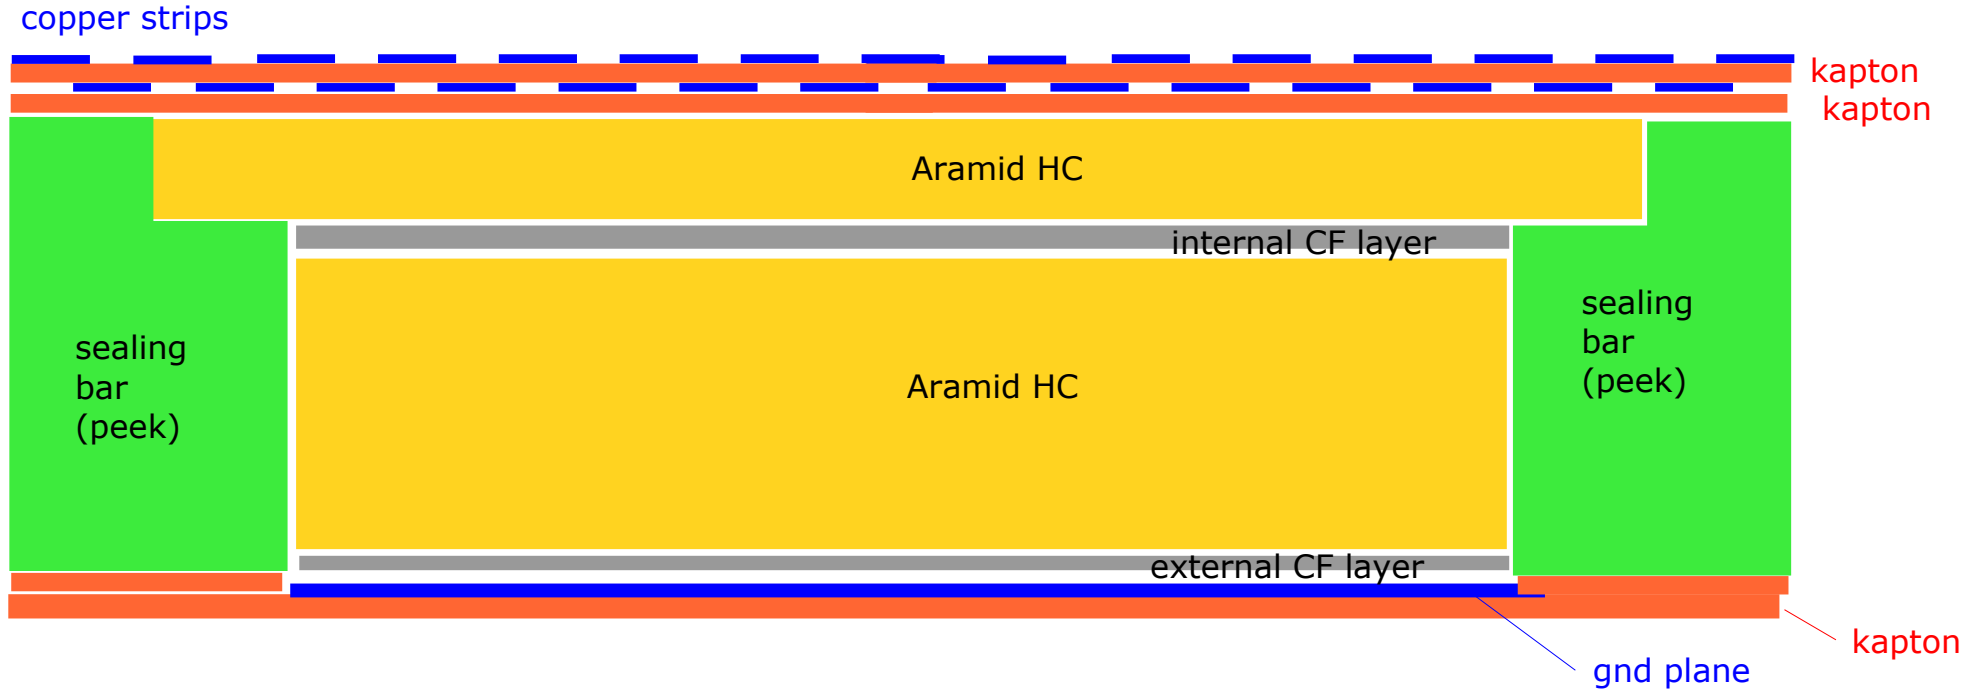 copper strips
kapton
kapton
Aramid HC
internal CF layer
sealing
bar
(peek)
sealing
bar
(peek)
Aramid HC
external CF layer
kapton
gnd plane